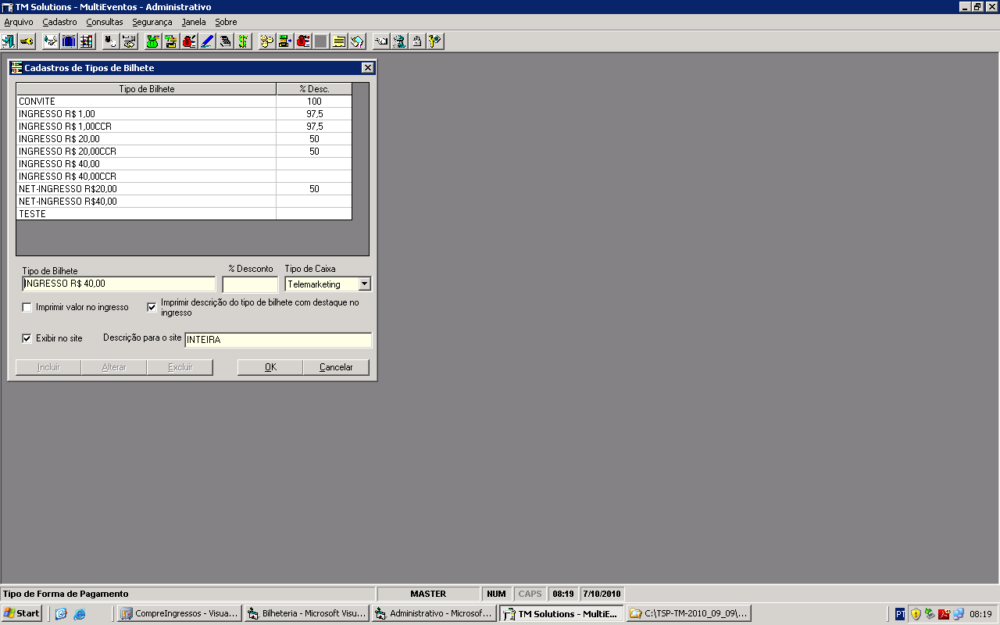 TM Solutions - MultiEventos - Administrativo
Arquivo Cadastro Consultas Segurança Janela Sobre
Cadastros de Tipos de Bilhete
Tipo de Bilhete % Desc.
CONVITE 100
INGRESSO R$ 1,00 97,5
INGRESSO R$ 1,00CCR 97,5
INGRESSO R$ 20,00 50
INGRESSO R$ 20,00CCR 50
INGRESSO R$ 40,00
INGRESSO R$ 40,00CCR
NET-INGRESSO R$20,00 50
NET-INGRESSO R$40,00
TESTE
Tipo de Bilhete % Desconto Tipo de Caixa
INGRESSO R$ 40,00 Telemarketing
Imprimir valor no ingresso
Imprimir descrição do tipo de bilhete com destaque no
ingresso
Exibir no site Descrição para o site INTEIRA
Incluir Alterar Excluir OK Cancelar
Tipo de Forma de Pagamento MASTER NUM CAPS 08:19 7/10/2010
Start CompreIngressos - Visua... Bilheteria - Microsoft Visu... Administrativo - Microsof... TM Solutions - MultiE... C:\TSP-TM-2010_09_09\... PT 08:19